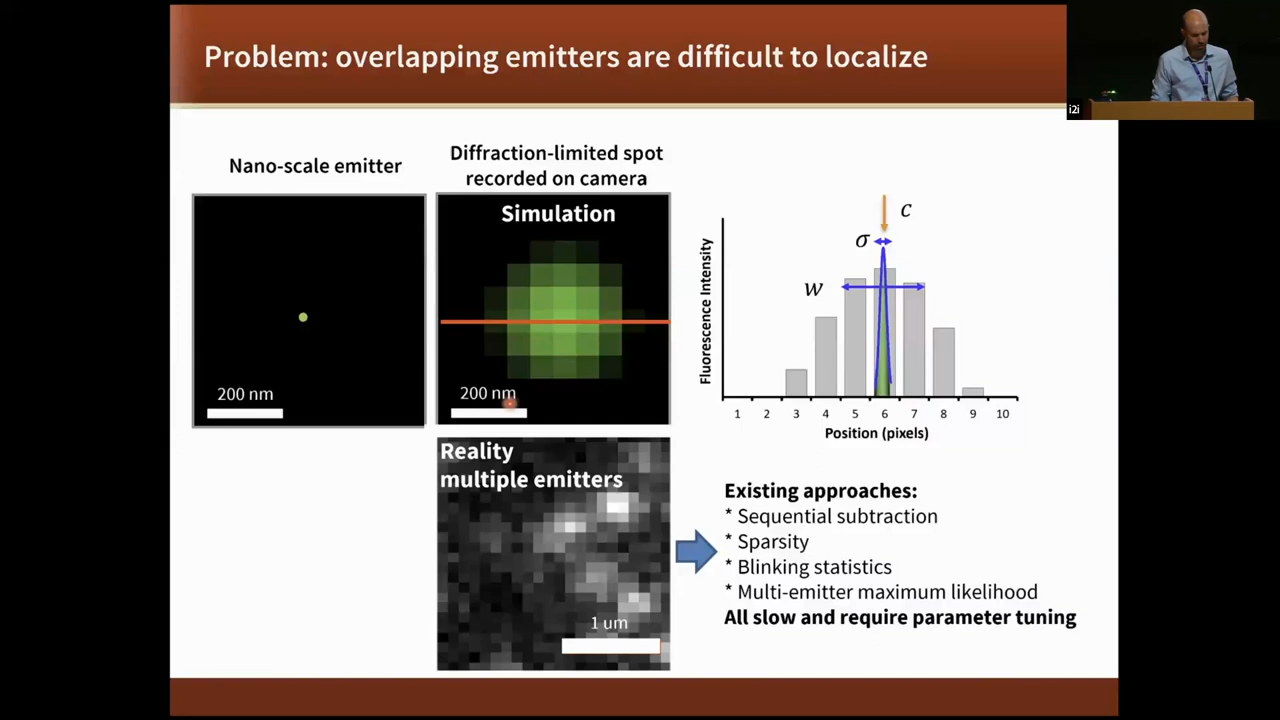 Problem: overlapping emitters are difficult to localize
i2i
Nano-scale emitter
Diffraction-limited spot
recorded on camera
Simulation
200 nm
200 nm
c
σ
w
Fluorescence Intensity
1 2 3 4 5 6 7 8 9 10
Position (pixels)
Reality
multiple emitters
1 um
Existing approaches:
* Sequential subtraction
* Sparsity
* Blinking statistics
* Multi-emitter maximum likelihood
All slow and require parameter tuning